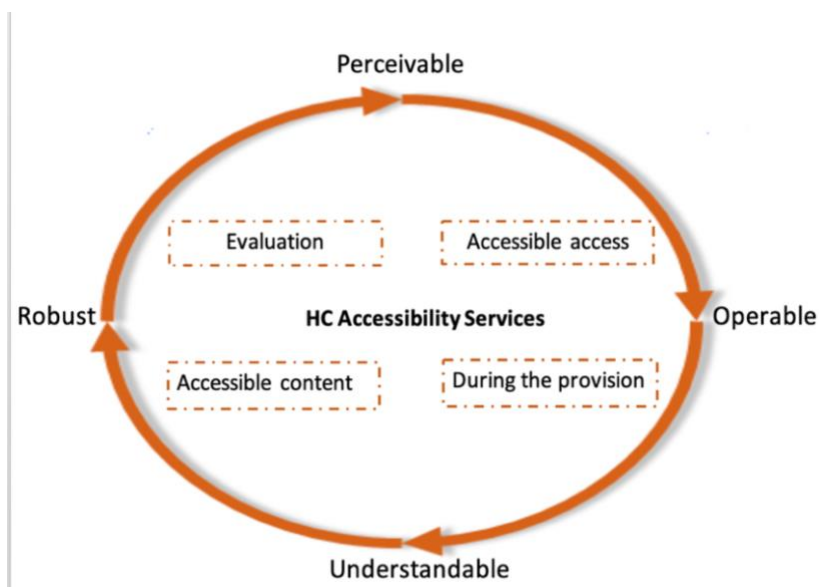 Perceivable
Evaluation
Accessible access
Robust
HC Accessibility Services
Operable
Accessible content
During the provision
Understandable